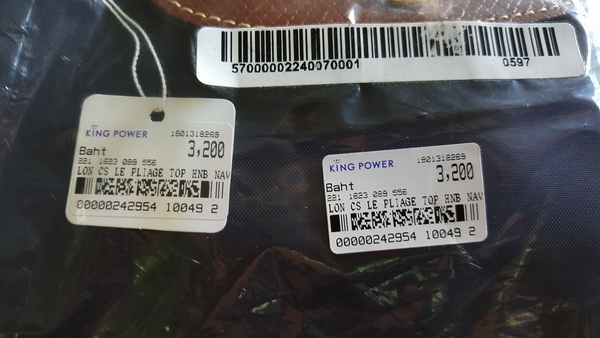 57000002240070001 0597
KING POWER 1801318269
Baht 3,200
221 1623 089 556
LON CS LE PLIAGE TOP HNB NAV
00000242954 10049 2
KING POWER 1801318269
Baht 3,200
221 1623 089 556
LON CS LE PLIAGE TOP HNB NAV
00000242954 10049 2